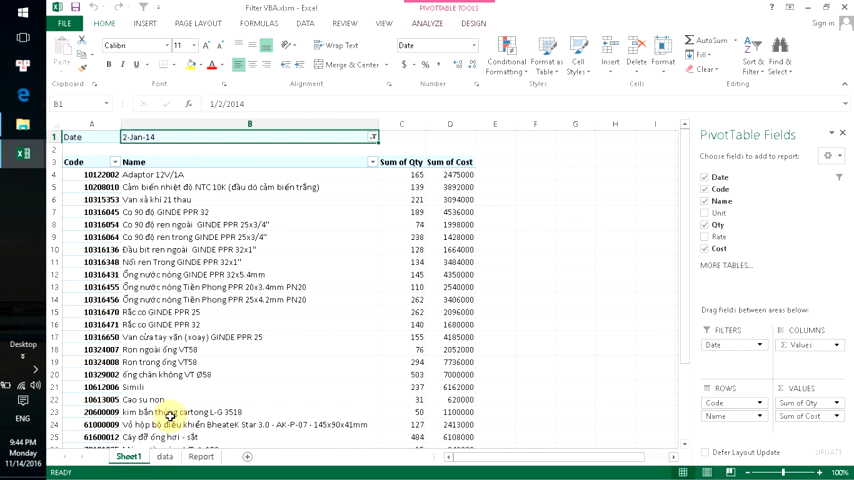 Filter VBA.xlsm - Excel
PIVOTTABLE TOOLS
Sign in
FILE HOME INSERT PAGE LAYOUT FORMULAS DATA REVIEW VIEW ANALYZE DESIGN
Calibri 11 Wrap Text Date
Paste Merge & Center
Conditional Formatting Format as Table Cell Styles Insert Delete Format
AutoSum Fill Clear Sort & Filter Find & Select
Clipboard Font Alignment Number Styles Cells Editing
B1 1/2/2014
A B C D E F G H I
1 Date 2-Jan-14
2
3 Code Name Sum of Qty Sum of Cost
4 10122002 Adaptor 12V/1A 165 2475000
5 10208010 Cảm biến nhiệt độ NTC 10K (đầu dò cảm biến trắng) 139 3892000
6 10315353 Van xả khí 21 thau 221 3094000
7 10316045 Co 90 độ GINDE PPR 32 189 4536000
8 10316054 Co 90 độ ren ngoài GINDE PPR 25x3/4" 74 1998000
9 10316064 Co 90 độ ren trong GINDE PPR 25x3/4" 238 1428000
10 10316136 Đầu bịt ren ngoài GINDE PPR 32x1" 128 1664000
11 10316348 Nối ren Trong GINDE PPR 32x1" 134 3484000
12 10316431 Ống nước nóng GINDE PPR 32x5.4mm 145 4350000
13 10316455 Ống nước nóng Tiền Phong PPR 20x3.4mm PN20 110 2540000
14 10316456 Ống nước nóng Tiền Phong PPR 25x4.2mm PN20 262 3406000
15 10316470 Rắc co GINDE PPR 25 262 2096000
16 10316471 Rắc co GINDE PPR 32 140 1680000
17 10316650 Van cửa tay vặn (xoay) GINDE PPR 25 155 4185000
18 10324007 Ron ngoài ống VT58 76 2052000
19 10324008 Ron trong ống VT58 294 7736000
20 10329000 ống chân không VT Ø58 503 7000000
21 10612006 Simili 237 6162000
22 10613005 Cao su non 31 620000
23 20600009 kim bấn thùng cartong L-G 3518 50 1100000
24 61000009 Vỏ hộp bộ điều khiển BheateK Star 3.0 - AK-P-07 - 145x90x41mm 127 2413000
25 61600012 Cây đỡ ống hơi - sắt 484 6108000
Sheet1 data Report
READY 100%
PivotTable Fields
Choose fields to add to report:
Date
Code
Name
Unit
Qty
Rate
Cost
MORE TABLES...
Drag fields between areas below:
FILTERS COLUMNS
Date Values
ROWS VALUES
Code Sum of Qty
Name Sum of Cost
Defer Layout Update UPDATE
Desktop
ENG
9:44 PM
Monday
11/14/2016